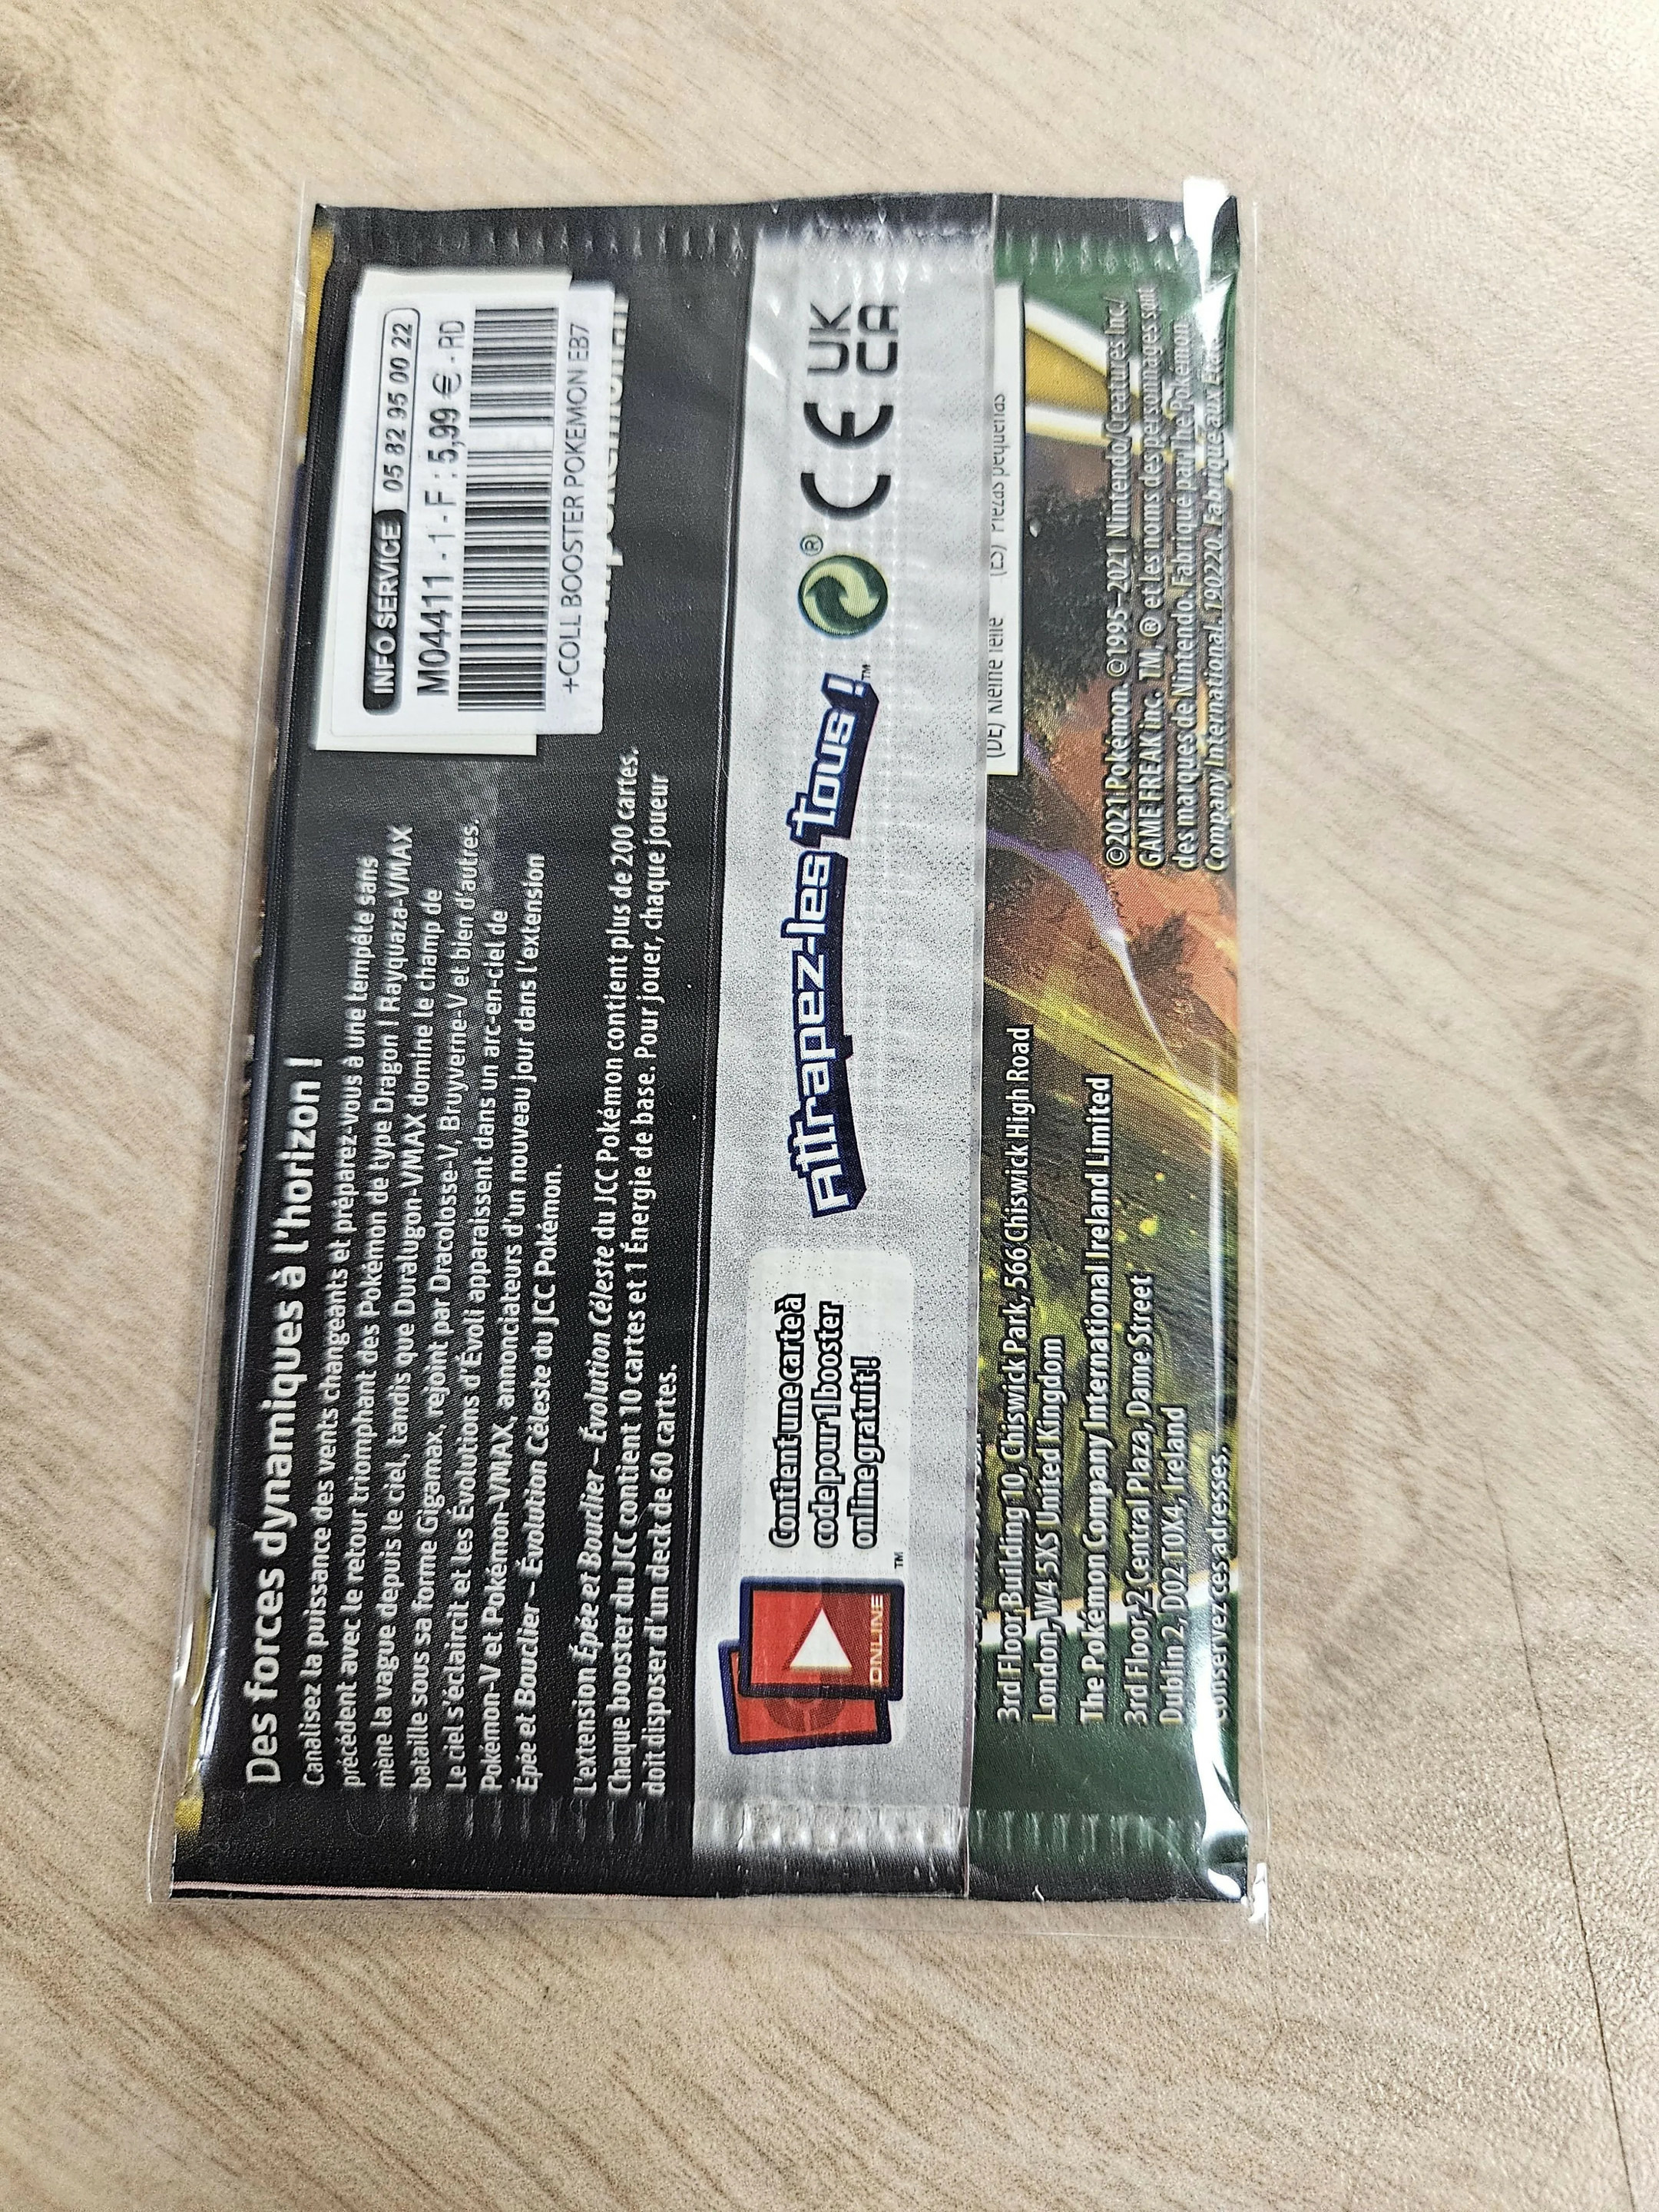 Des forces dynamiques à l'horizon !
Canalisez la puissance des vents changeants et préparez-vous à une tempête sans
précédent avec le retour triomphant des Pokémon de type Dragon ! Rayquaza-VMAX
mène la vague depuis le ciel, tandis que Duralugon-VMAX domine le champ de
bataille sous sa forme Gigamax, rejoint par Dracolosse-V, Bruyverne-V et bien d'autres.
Le ciel s'éclaircit et les Évolutions d'Évoli apparaissent dans un arc-en-ciel de
Pokémon-V et Pokémon-VMAX, annonciateurs d'un nouveau jour dans l'extension
Épée et Bouclier – Évolution Céleste du JCC Pokémon.
L'extension Épée et Bouclier – Évolution Céleste du JCC Pokémon contient plus de 200 cartes.
Chaque booster du JCC contient 10 cartes et 1 Énergie de base. Pour jouer, chaque joueur
doit disposer d'un deck de 60 cartes.
INFO SERVICE 05 82 95 00 22
M04411 - 1 - F : 5,99 € - RD
+COLL BOOSTER POKEMON EB7
ONLINE
TM
Contient une carte à
code pour 1 booster
online gratuit !
Attrapez-les tous !™
®
CE
UK
CA
(DE) Kleine Teile (ES) Piezas pequeñas
3rd Floor Building 10, Chiswick Park, 566 Chiswick High Road
London, W4 5XS United Kingdom
The Pokémon Company International Ireland Limited
3rd Floor, 2 Central Plaza, Dame Street
Dublin 2, D02 T0X4, Ireland
Conservez ces adresses.
©2021 Pokémon. ©1995–2021 Nintendo/Creatures Inc./
GAME FREAK inc. TM, ® et les noms des personnages sont
des marques de Nintendo. Fabriqué par The Pokémon
Company International. 1902220. Fabriqué aux États-